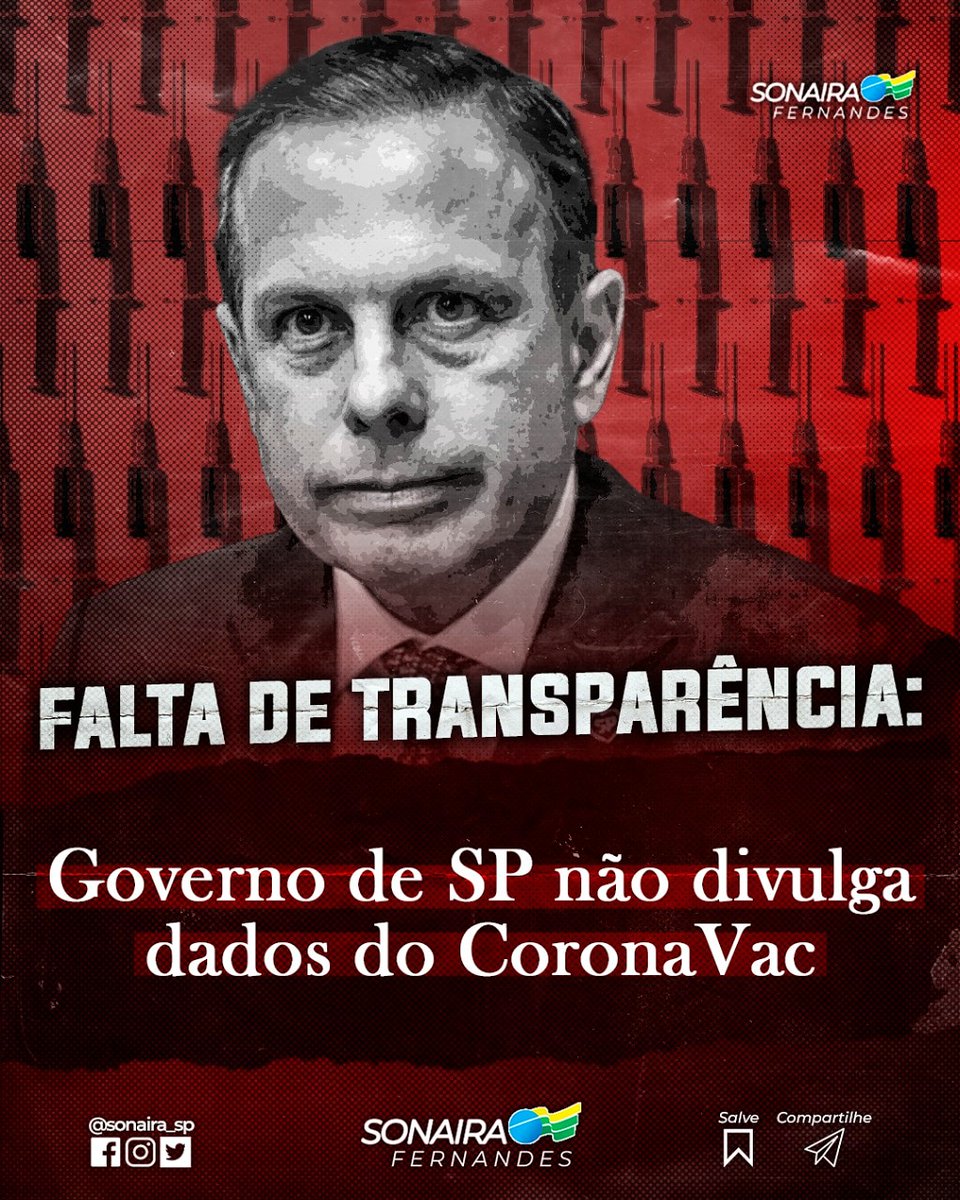 SONAIRA
FERNANDES
FALTA DE TRANSPARÊNCIA:
Governo de SP não divulga
dados do CoronaVac
@sonaira_sp
SONAIRA
FERNANDES
Salve Compartilhe